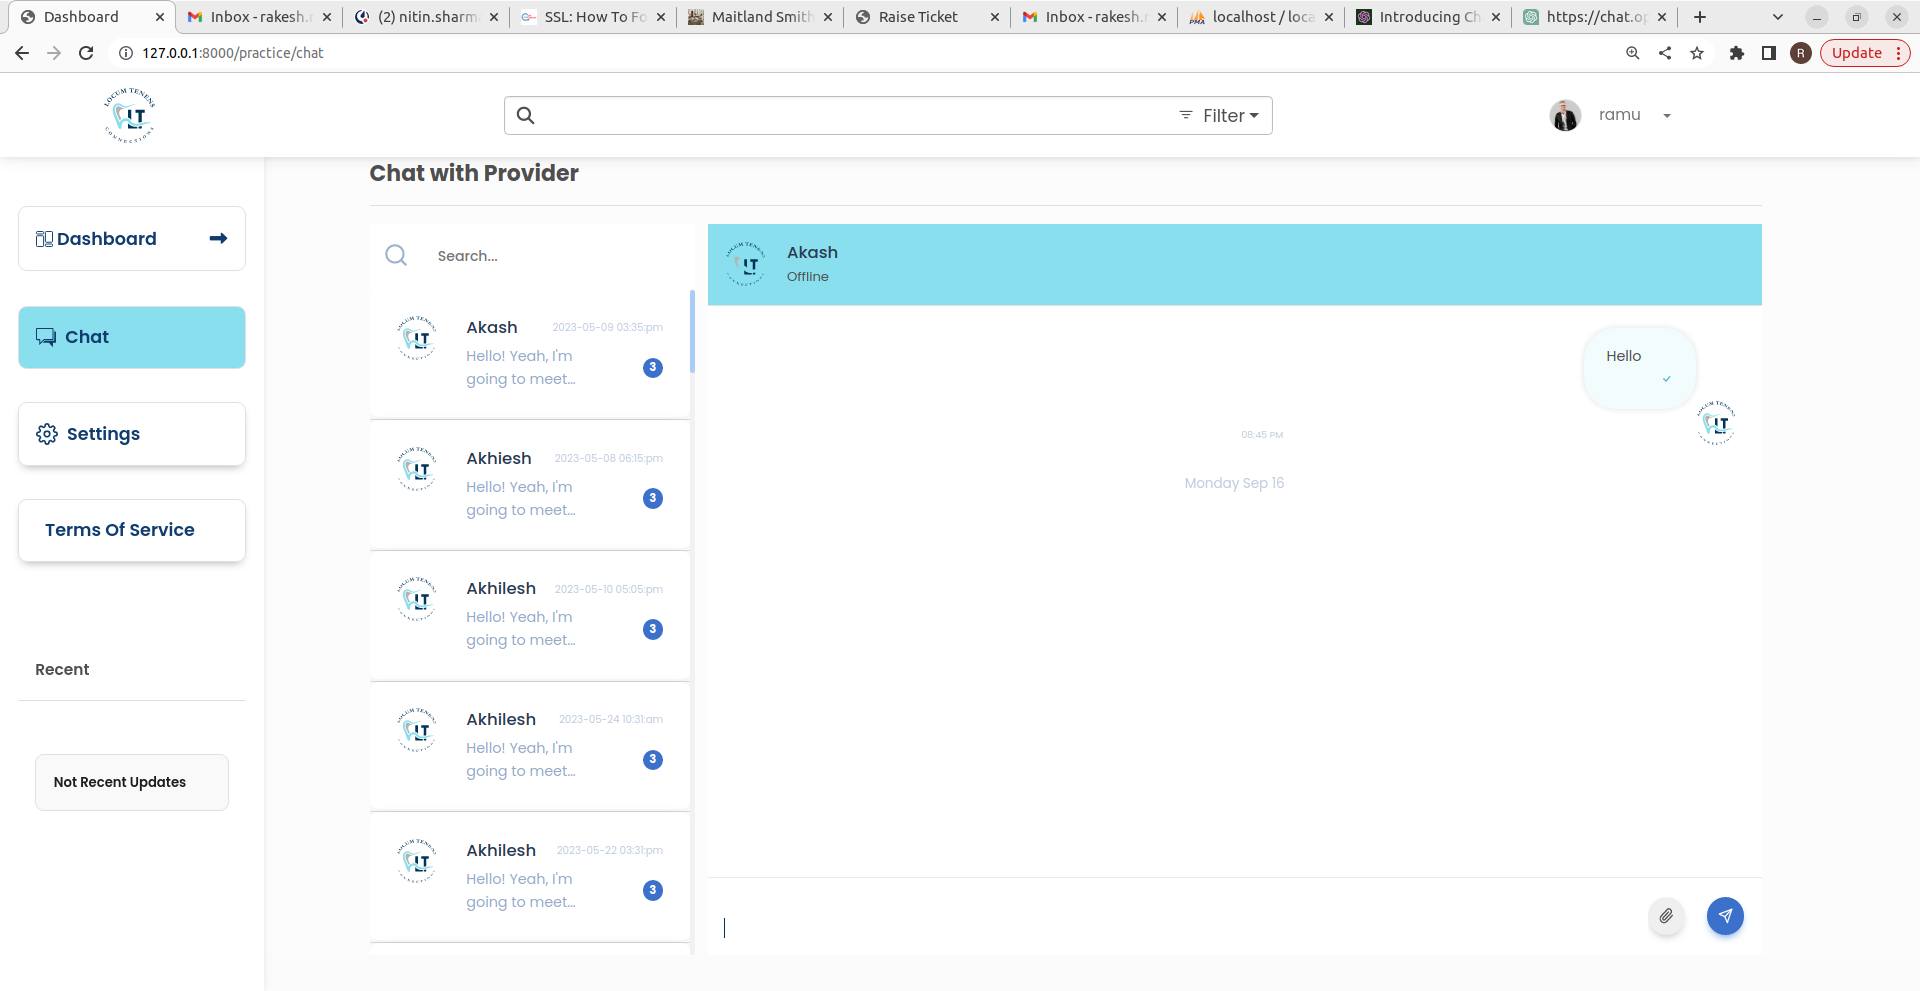 Dashboard
Inbox - rakesh.r
(2) nitin.sharma
SSL: How To Fo
Maitland Smith
Raise Ticket
Inbox - rakesh.r
localhost / loca
Introducing Ch
https://chat.op
127.0.0.1:8000/practice/chat
R
Update
LOCUM TENENS
LT
CONNECTIONS
Filter
ramu
Chat with Provider
Dashboard
Chat
Settings
Terms Of Service
Recent
Not Recent Updates
Search...
Akash 2023-05-09 03:35:pm
Hello! Yeah, I'm
going to meet...
3
Akhiesh 2023-05-08 06:15:pm
Hello! Yeah, I'm
going to meet...
3
Akhilesh 2023-05-10 05:05:pm
Hello! Yeah, I'm
going to meet...
3
Akhilesh 2023-05-24 10:31:am
Hello! Yeah, I'm
going to meet...
3
Akhilesh 2023-05-22 03:31:pm
Hello! Yeah, I'm
going to meet...
3
Akash
Offline
Hello
08:45 PM
Monday Sep 16